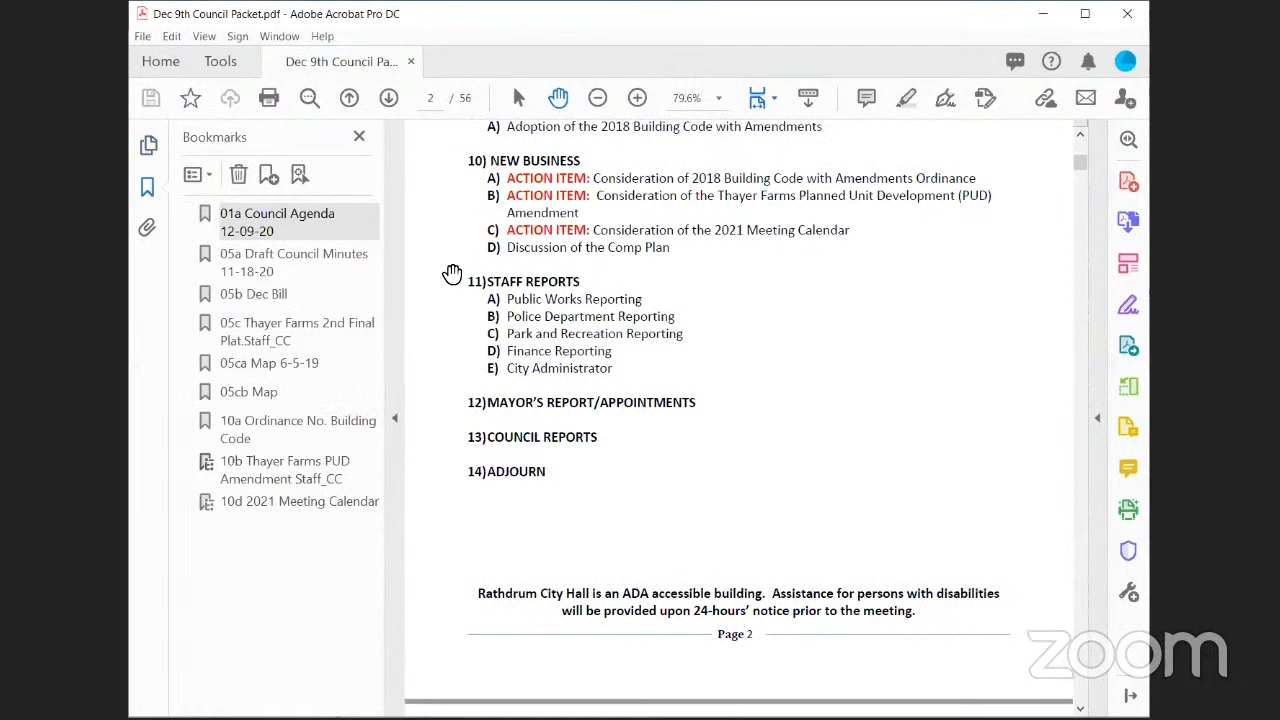 Dec 9th Council Packet.pdf - Adobe Acrobat Pro DC
File Edit View Sign Window Help
Home Tools Dec 9th Council Pa... ×
2 / 56 79.6%
Bookmarks
01a Council Agenda
12-09-20
05a Draft Council Minutes
11-18-20
05b Dec Bill
05c Thayer Farms 2nd Final
Plat.Staff_CC
05ca Map 6-5-19
05cb Map
10a Ordinance No. Building
Code
10b Thayer Farms PUD
Amendment Staff_CC
10d 2021 Meeting Calendar
A) Adoption of the 2018 Building Code with Amendments
10) NEW BUSINESS
A) ACTION ITEM: Consideration of 2018 Building Code with Amendments Ordinance
B) ACTION ITEM: Consideration of the Thayer Farms Planned Unit Development (PUD)
Amendment
C) ACTION ITEM: Consideration of the 2021 Meeting Calendar
D) Discussion of the Comp Plan
11)STAFF REPORTS
A) Public Works Reporting
B) Police Department Reporting
C) Park and Recreation Reporting
D) Finance Reporting
E) City Administrator
12)MAYOR'S REPORT/APPOINTMENTS
13)COUNCIL REPORTS
14)ADJOURN
Rathdrum City Hall is an ADA accessible building. Assistance for persons with disabilities
will be provided upon 24-hours' notice prior to the meeting.
Page 2
zoom